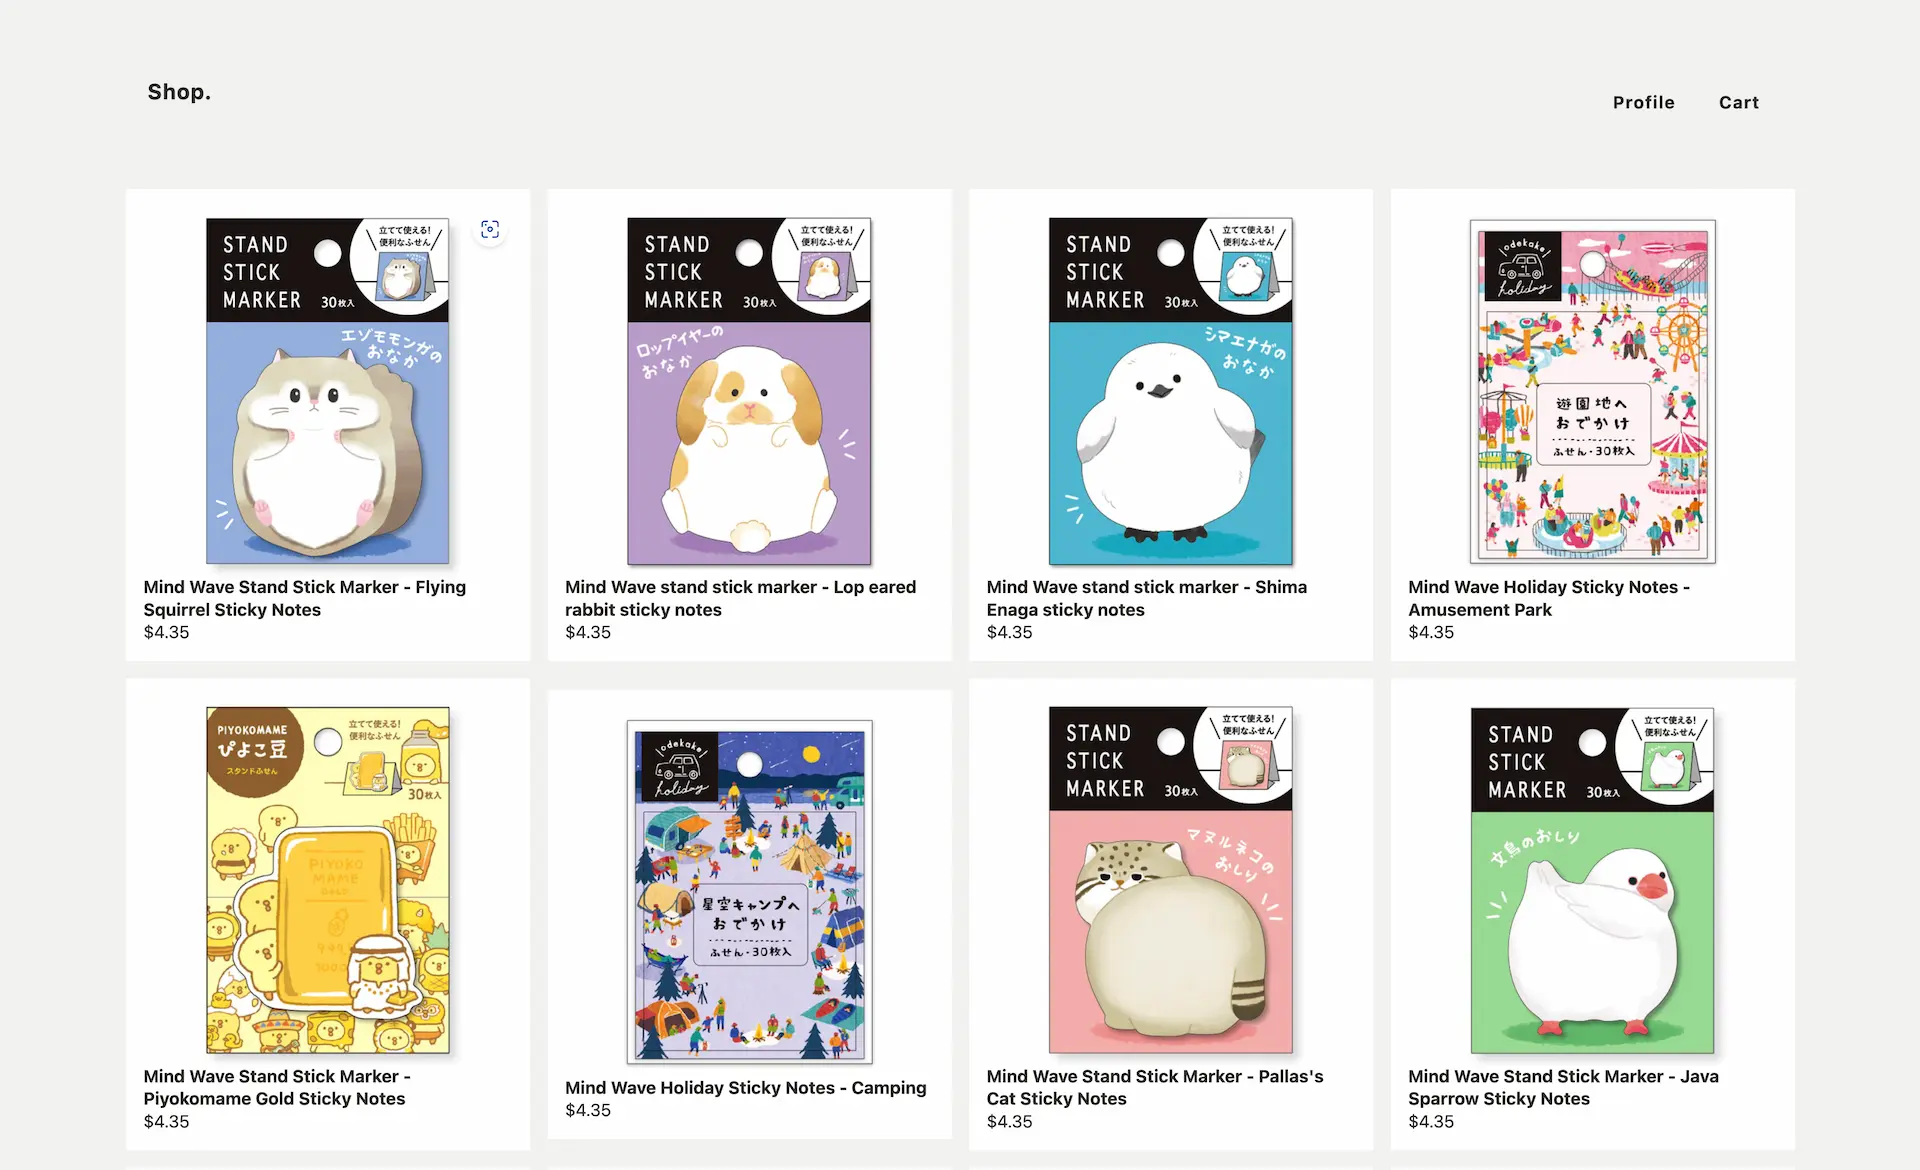 Shop.
Profile
Cart
STAND
STICK
MARKER
30枚入
立てて使える!
便利なふせん
エゾモモンガの
おなか
Mind Wave Stand Stick Marker - Flying
Squirrel Sticky Notes
$4.35
STAND
STICK
MARKER
30枚入
立てて使える!
便利なふせん
ロップイヤーの
おなか
Mind Wave stand stick marker - Lop eared
rabbit sticky notes
$4.35
STAND
STICK
MARKER
30枚入
立てて使える!
便利なふせん
シマエナガの
おなか
Mind Wave stand stick marker - Shima
Enaga sticky notes
$4.35
odekake
holiday
遊園地へ
おでかけ
ふせん・30枚入
Mind Wave Holiday Sticky Notes -
Amusement Park
$4.35
PIYOKOMAME
ぴよこ豆
スタンドふせん
立てて使える!
便利なふせん
30枚入
PIYOKO
MAME
GOLD
Mind Wave Stand Stick Marker -
Piyokomame Gold Sticky Notes
$4.35
odekake
holiday
星空キャンプへ
おでかけ
ふせん・30枚入
Mind Wave Holiday Sticky Notes - Camping
$4.35
STAND
STICK
MARKER
30枚入
立てて使える!
便利なふせん
マヌルネコの
おしり
Mind Wave Stand Stick Marker - Pallas's
Cat Sticky Notes
$4.35
STAND
STICK
MARKER
30枚入
立てて使える!
便利なふせん
文鳥のおしり
Mind Wave Stand Stick Marker - Java
Sparrow Sticky Notes
$4.35